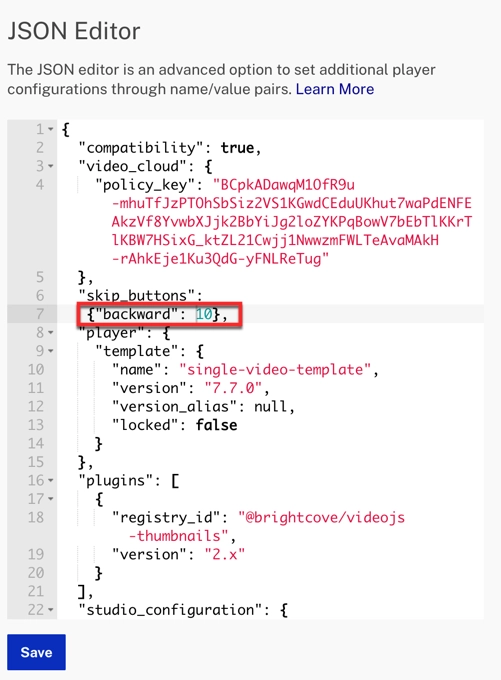 JSON Editor
The JSON editor is an advanced option to set additional player
configurations through name/value pairs. Learn More
1 {
2 "compatibility": true,
3 "video_cloud": {
4 "policy_key": "BCpkADawqM1OfR9u
-mhuTfJzPTOhSbSiz2VS1KGwdCEduUKhut7waPdENFE
AkzVf8YvwbXJjk2BbYiJg2loZYKPqBowV7bEbTlKKrT
lKBW7HSixG_ktZL21Cwjj1NwwzmFWLTeAvaMAkH
-rAhkEje1Ku3QdG-yFNLReTug"
5 },
6 "skip_buttons":
7 {"backward": 10},
8 "player": {
9 "template": {
10 "name": "single-video-template",
11 "version": "7.7.0",
12 "version_alias": null,
13 "locked": false
14 }
15 },
16 "plugins": [
17 {
18 "registry_id": "@brightcove/videojs
-thumbnails",
19 "version": "2.x"
20 }
21 ],
22 "studio_configuration": {
Save